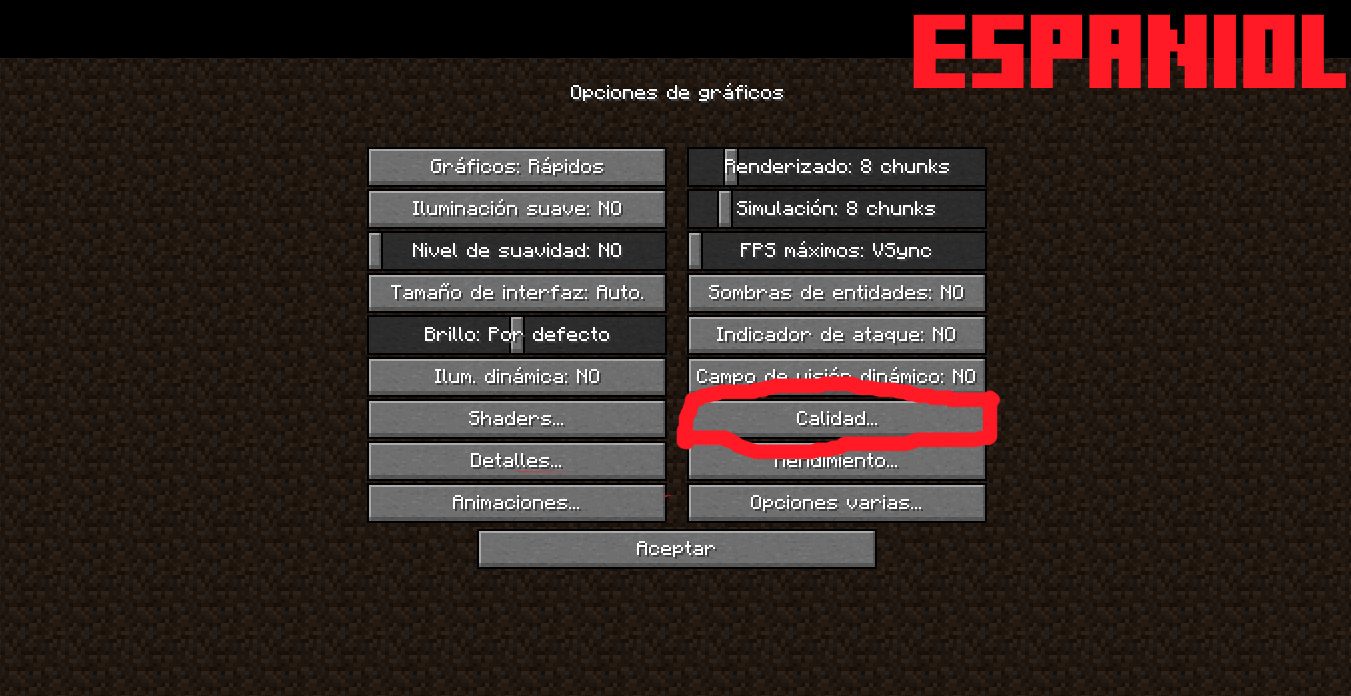 ESPANIOL
Opciones de gráficos
Gráficos: Rápidos
Renderizado: 8 chunks
Iluminación suave: NO
Simulación: 8 chunks
Nivel de suavidad: NO
FPS máximos: VSync
Tamaño de interfaz: Auto.
Sombras de entidades: NO
Brillo: Por defecto
Indicador de ataque: NO
Ilum. dinámica: NO
Campo de visión dinámico: NO
Shaders...
Calidad...
Detalles...
Rendimiento...
Animaciones...
Opciones varias...
Aceptar